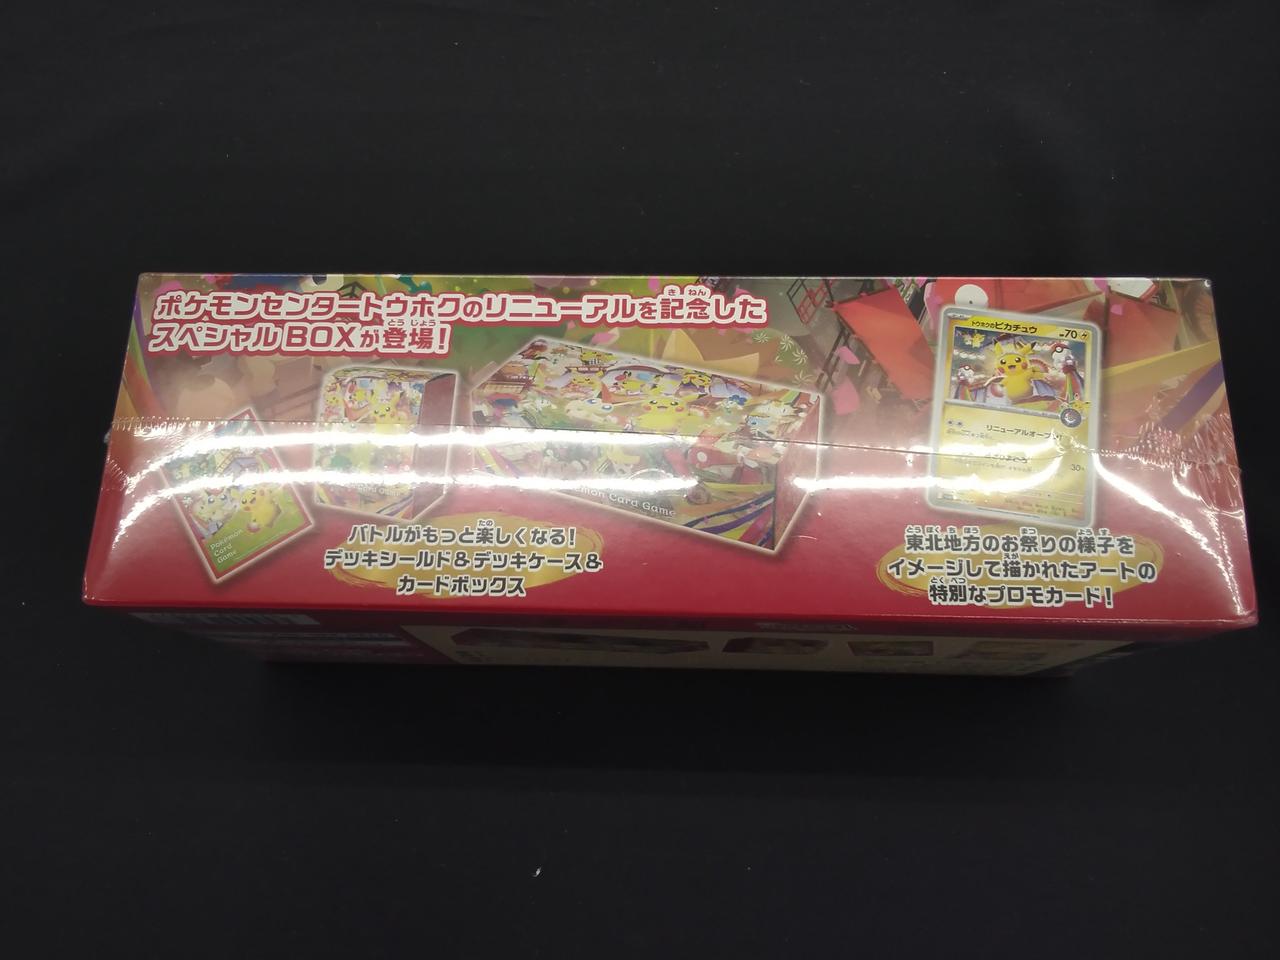 ポケモンセンタートウホクのリニューアルを記念した
スペシャルBOXが登場!
トウホクのピカチュウ
HP70
リニューアルオープン
30
Pokémon
Card
Game
Pokémon Card Game
バトルがもっと楽しくなる!
デッキシールド&デッキケース&
カードボックス
東北地方のお祭りの様子を
イメージして描かれたアートの
特別なプロモカード!